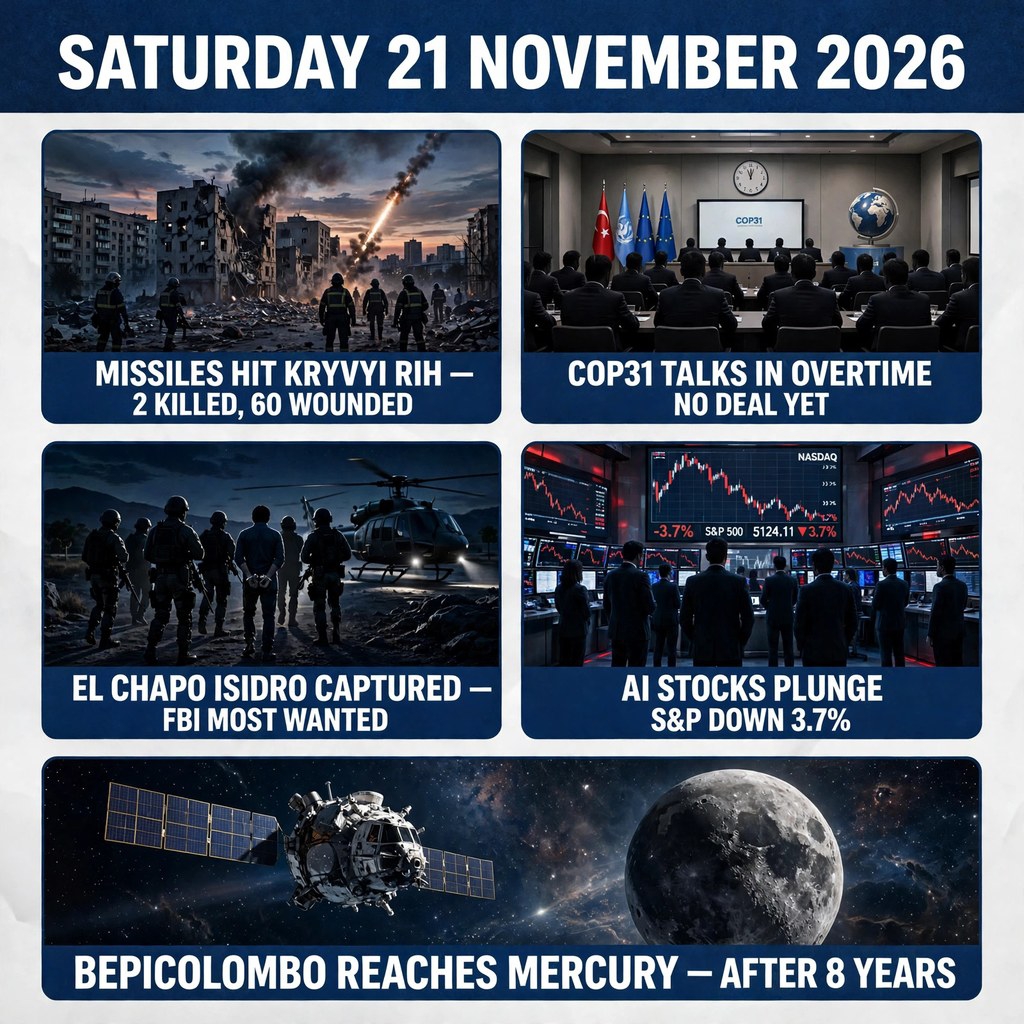 SATURDAY 21 NOVEMBER 2026
MISSILES HIT KRYVYI RIH —
2 KILLED, 60 WOUNDED
COP31
COP31 TALKS IN OVERTIME
NO DEAL YET
EL CHAPO ISIDRO CAPTURED —
FBI MOST WANTED
NASDAQ
-3.7% S&P 500 5124.11 ▼3.7%
AI STOCKS PLUNGE
S&P DOWN 3.7%
BEPICOLOMBO REACHES MERCURY — AFTER 8 YEARS